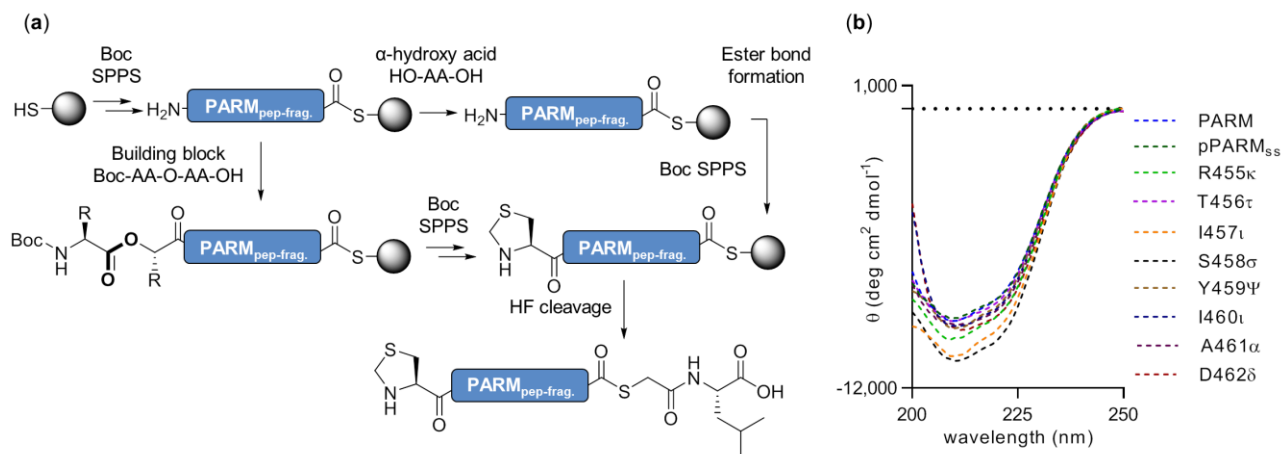 (a)
Boc
SPPS
HS
H₂N
PARMpep-frag.
O
S
α-hydroxy acid
HO-AA-OH
H₂N
PARMpep-frag.
O
S
Ester bond
formation
Building block
Boc-AA-O-AA-OH
Boc SPPS
Boc
N
H
R
O
O
R
O
PARMpep-frag.
O
S
Boc
SPPS
S
N
H
O
PARMpep-frag.
O
S
HF cleavage
S
N
H
O
PARMpep-frag.
O
S
O
H
N
O
OH
(b)
1,000
-12,000
θ (deg cm² dmol⁻¹)
200
225
250
wavelength (nm)
PARM
pPARMss
R455κ
T456τ
I457ι
S458σ
Y459Ψ
I460ι
A461α
D462δ